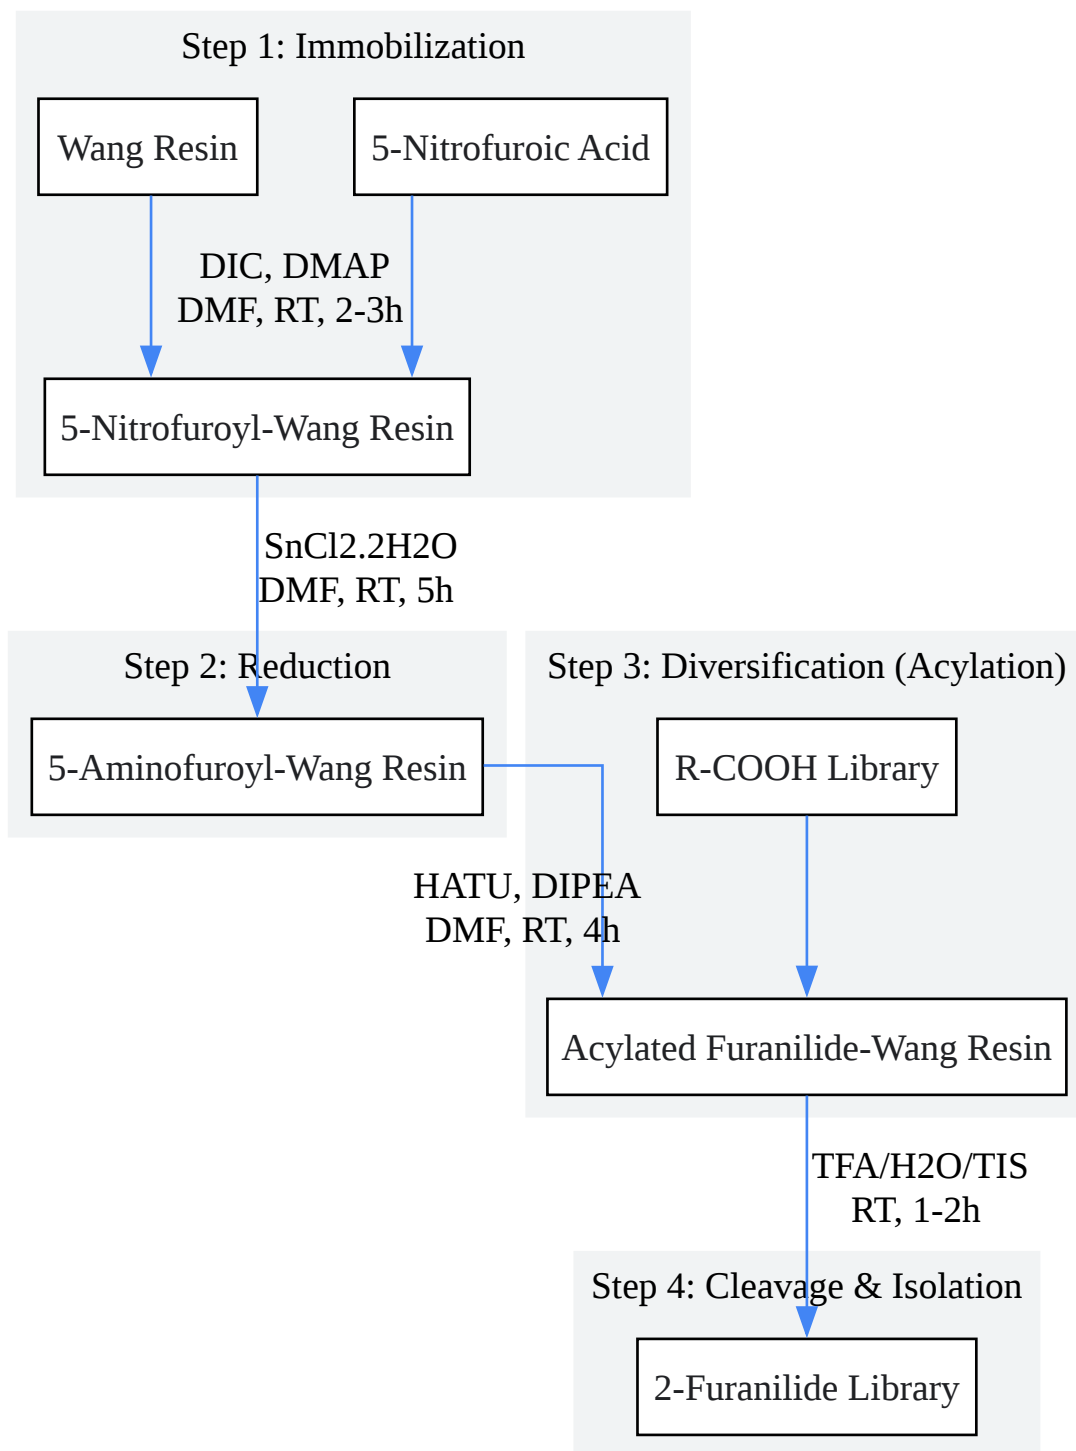 Step 1: Immobilization
Wang Resin
5-Nitrofuroic Acid
DIC, DMAP
DMF, RT, 2-3h
5-Nitrofuroyl-Wang Resin
SnCl2.2H2O
DMF, RT, 5h
Step 2: Reduction
5-Aminofuroyl-Wang Resin
Step 3: Diversification (Acylation)
R-COOH Library
HATU, DIPEA
DMF, RT, 4h
Acylated Furanilide-Wang Resin
TFA/H2O/TIS
RT, 1-2h
Step 4: Cleavage & Isolation
2-Furanilide Library